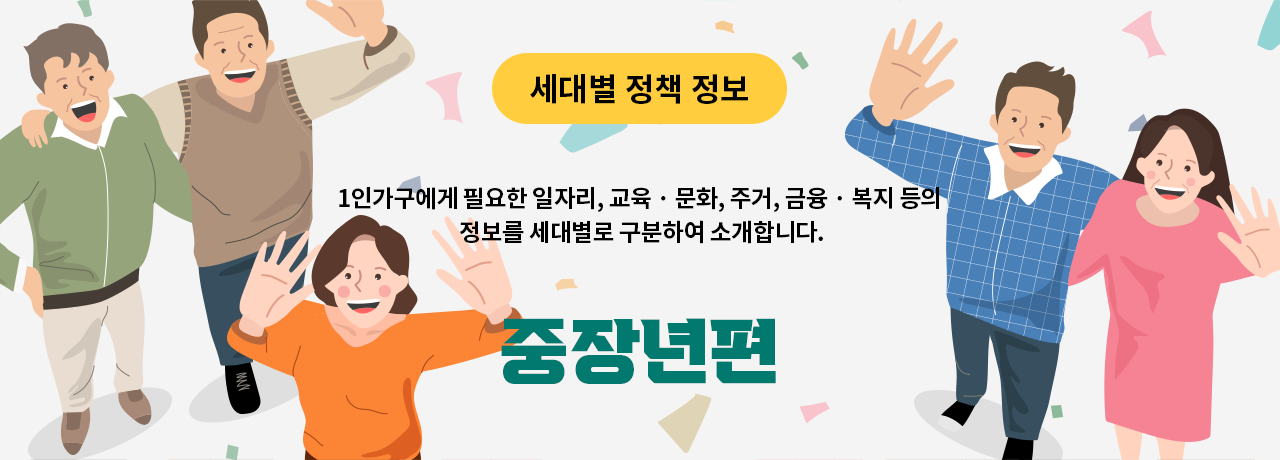 세대별 정책 정보
1인가구에게 필요한 일자리, 교육 · 문화, 주거, 금융 · 복지 등의
정보를 세대별로 구분하여 소개합니다.
중장년편